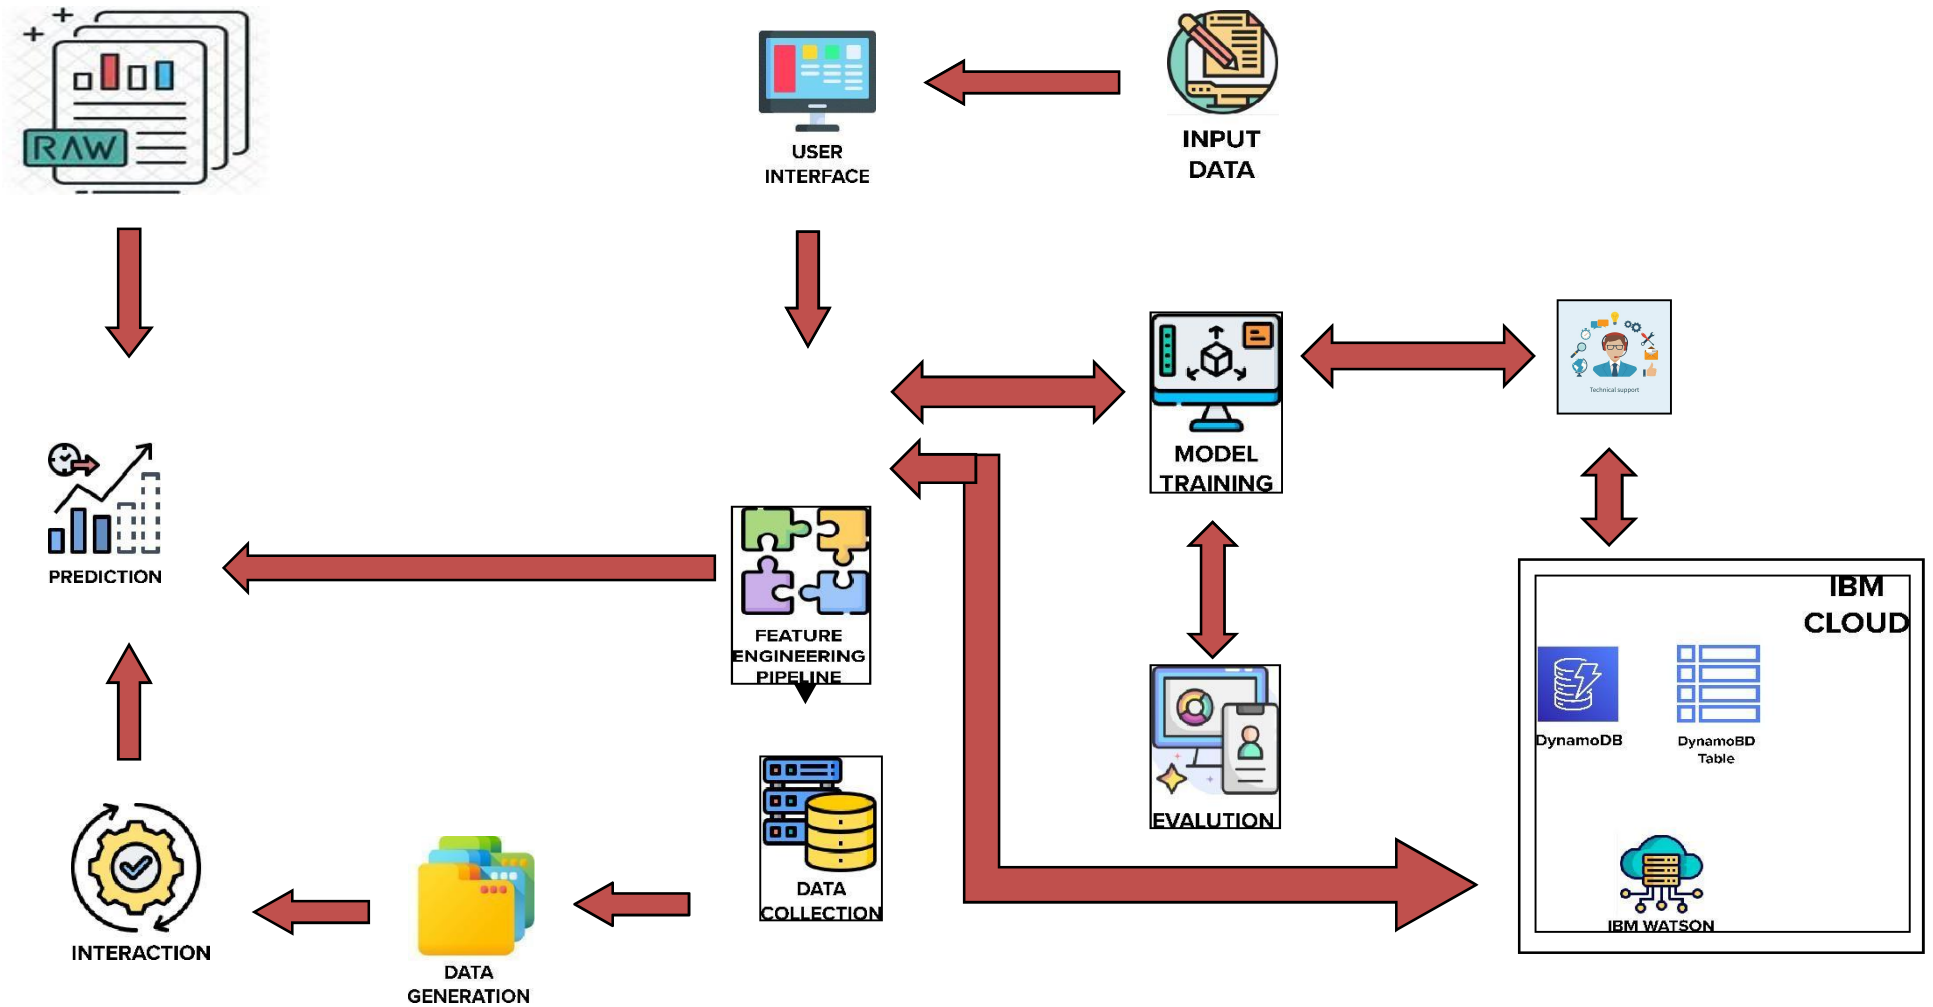 RAW
USER
INTERFACE
INPUT
DATA
Technical support
MODEL
TRAINING
PREDICTION
FEATURE
ENGINEERING
PIPELINE
IBM
CLOUD
DynamoDB
DynamoBD
Table
EVALUTION
DATA
COLLECTION
IBM WATSON
INTERACTION
DATA
GENERATION